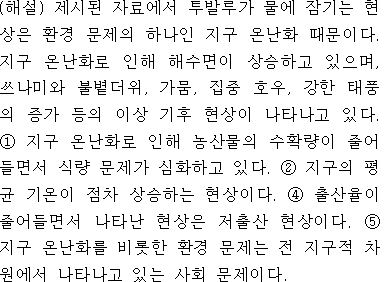 (해설) 제시된 자료에서 투발루가 물에 잠기는 현
상은 환경 문제의 하나인 지구 온난화 때문이다.
지구 온난화로 인해 해수면이 상승하고 있으며,
쓰나미와 불볕더위, 가뭄, 집중 호우, 강한 태풍
의 증가 등의 이상 기후 현상이 나타나고 있다.
① 지구 온난화로 인해 농산물의 수확량이 줄어
들면서 식량 문제가 심화하고 있다. ② 지구의 평
균 기온이 점차 상승하는 현상이다. ④ 출산율이
줄어들면서 나타난 현상은 저출산 현상이다. ⑤
지구 온난화를 비롯한 환경 문제는 전 지구적 차
원에서 나타나고 있는 사회 문제이다.